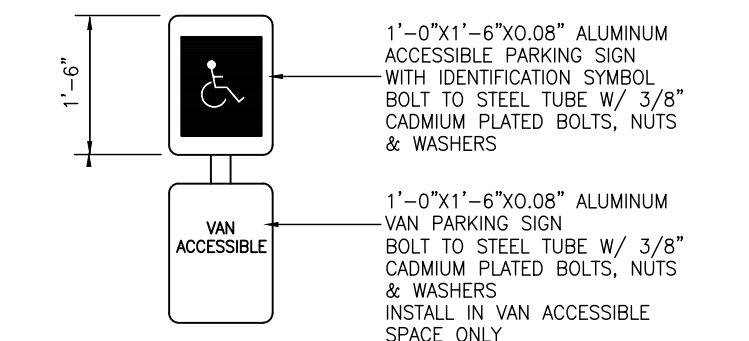 1'-6"
1'-0"X1'-6"X0.08" ALUMINUM
ACCESSIBLE PARKING SIGN
WITH IDENTIFICATION SYMBOL
BOLT TO STEEL TUBE W/ 3/8"
CADMIUM PLATED BOLTS, NUTS
& WASHERS
VAN
ACCESSIBLE
1'-0"X1'-6"X0.08" ALUMINUM
VAN PARKING SIGN
BOLT TO STEEL TUBE W/ 3/8"
CADMIUM PLATED BOLTS, NUTS
& WASHERS
INSTALL IN VAN ACCESSIBLE
SPACE ONLY